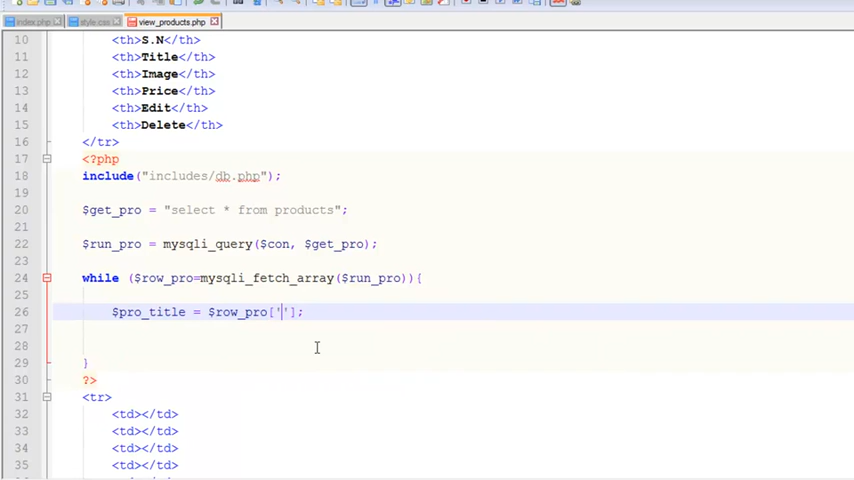 index.php style.css view_products.php
10 <th>S.N</th>
11 <th>Title</th>
12 <th>Image</th>
13 <th>Price</th>
14 <th>Edit</th>
15 <th>Delete</th>
16 </tr>
17 <?php
18 include("includes/db.php");
19
20 $get_pro = "select * from products";
21
22 $run_pro = mysqli_query($con, $get_pro);
23
24 while ($row_pro=mysqli_fetch_array($run_pro)){
25
26 $pro_title = $row_pro[''];
27
28
29 }
30 ?>
31 <tr>
32 <td></td>
33 <td></td>
34 <td></td>
35 <td></td>